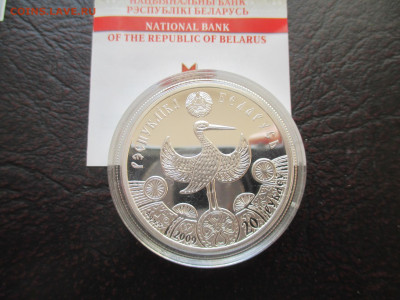 COINS.LAVE.RU
НАЦЫЯНАЛЬНЫ БАНК
РЭСПУБЛІКІ БЕЛАРУСЬ
NATIONAL BANK
OF THE REPUBLIC OF BELARUS
РЭСПУБЛІКА БЕЛАРУСЬ
2009
20 РУБЛЁЎ